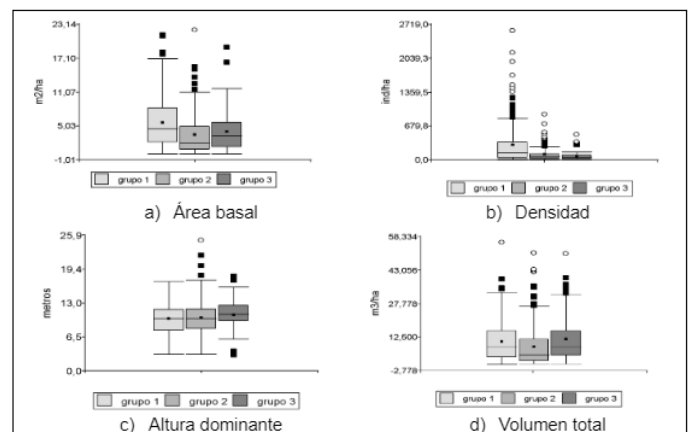 23,14
17,10
11,07
5,03
-1,01
m2/ha
grupo 1 grupo 2 grupo 3
a) Área basal
2719,0
2039,3
1359,5
679,8
0,0
ind/ha
grupo 1 grupo 2 grupo 3
b) Densidad
25,9
19,4
13,0
6,5
0,0
metros
grupo 1 grupo 2 grupo 3
c) Altura dominante
58,334
43,056
27,778
12,600
-2,778
m3/ha
grupo 1 grupo 2 grupo 3
d) Volumen total